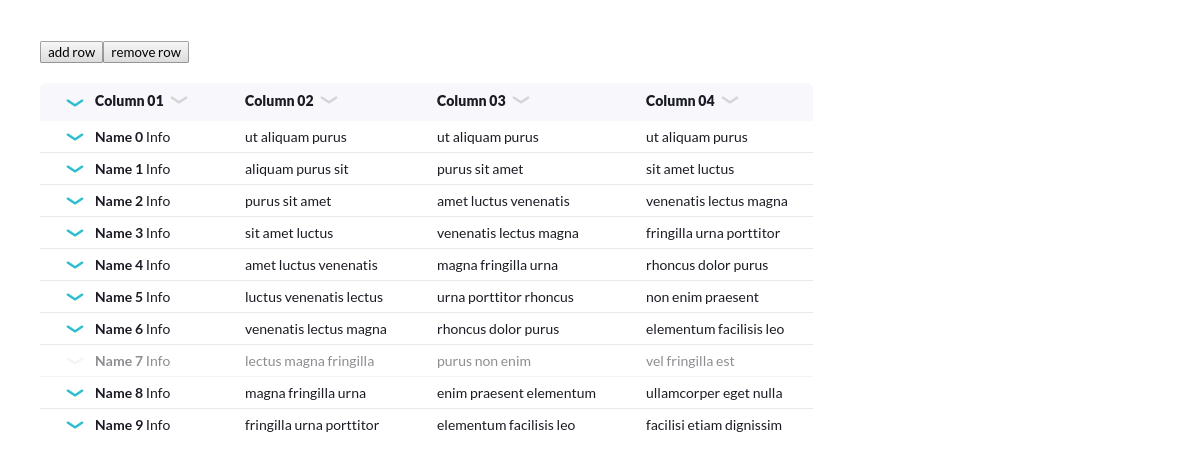 add row remove row
Column 01 Column 02 Column 03 Column 04
Name 0 Info ut aliquam purus ut aliquam purus ut aliquam purus
Name 1 Info aliquam purus sit purus sit amet sit amet luctus
Name 2 Info purus sit amet amet luctus venenatis venenatis lectus magna
Name 3 Info sit amet luctus venenatis lectus magna fringilla urna porttitor
Name 4 Info amet luctus venenatis magna fringilla urna rhoncus dolor purus
Name 5 Info luctus venenatis lectus urna porttitor rhoncus non enim praesent
Name 6 Info venenatis lectus magna rhoncus dolor purus elementum facilisis leo
Name 7 Info lectus magna fringilla purus non enim vel fringilla est
Name 8 Info magna fringilla urna enim praesent elementum ullamcorper eget nulla
Name 9 Info fringilla urna porttitor elementum facilisis leo facilisi etiam dignissim